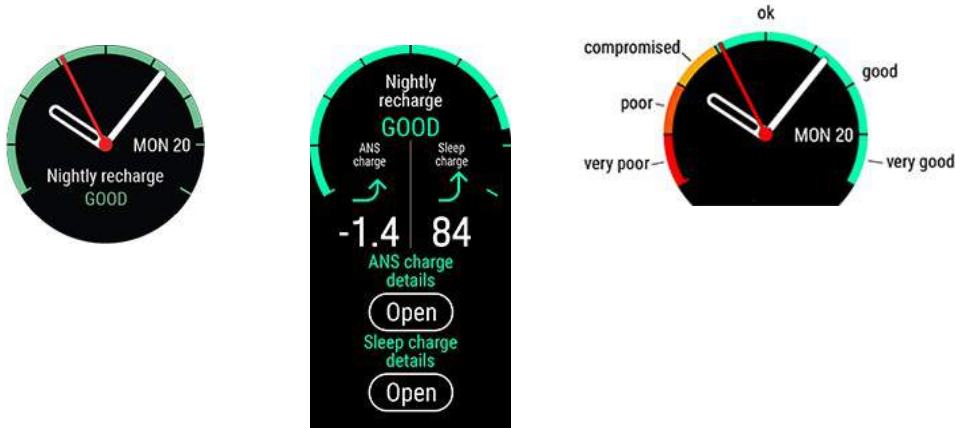 MON 20
Nightly recharge
GOOD
Nightly
recharge
GOOD
ANS
charge
Sleep
charge
-1.4
84
ANS charge
details
Open
Sleep charge
details
Open
ok
compromised
good
poor
MON 20
very poor
very good